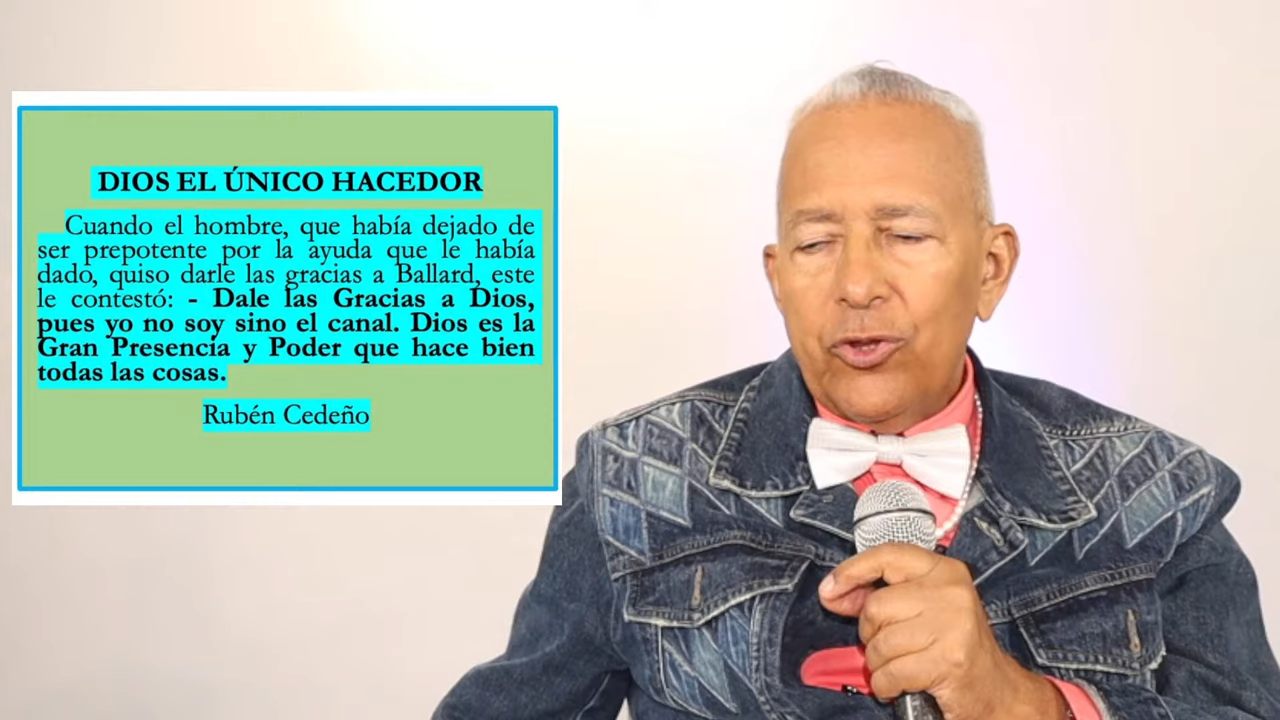 DIOS EL ÚNICO HACEDOR
Cuando el hombre, que había dejado de
ser prepotente por la ayuda que le había
dado, quiso darle las gracias a Ballard, este
le contestó: - Dale las Gracias a Dios,
pues yo no soy sino el canal. Dios es la
Gran Presencia y Poder que hace bien
todas las cosas.
Rubén Cedeño